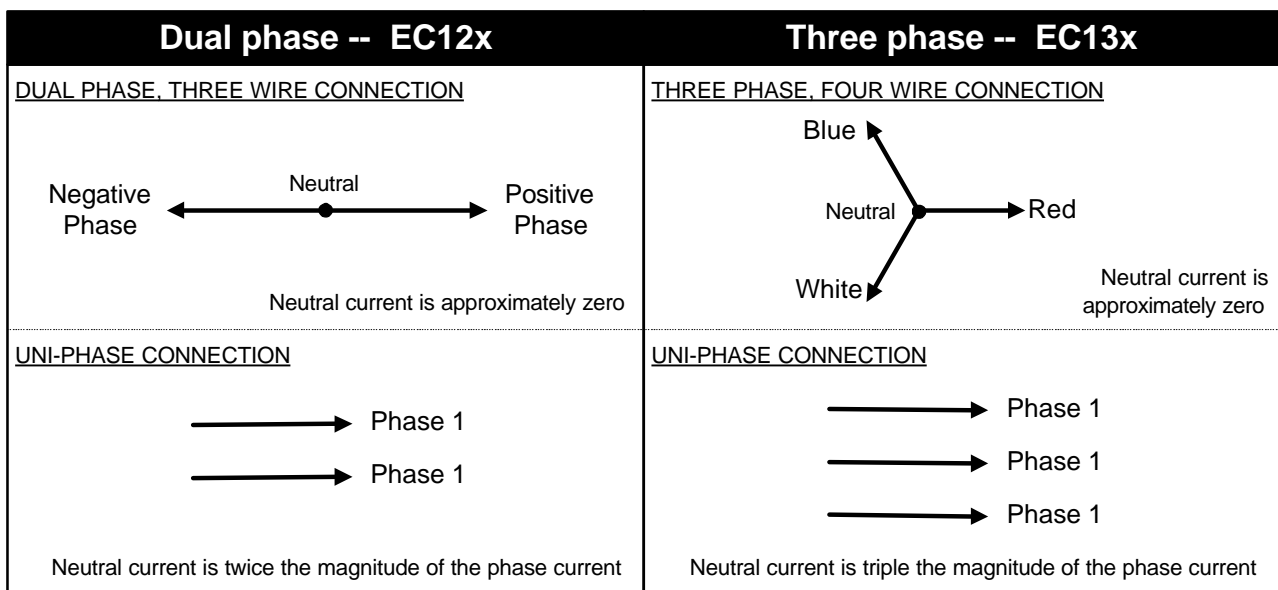 Dual phase -- EC12x
Three phase -- EC13x
DUAL PHASE, THREE WIRE CONNECTION
Negative
Phase
Neutral
Positive
Phase
Neutral current is approximately zero
THREE PHASE, FOUR WIRE CONNECTION
Blue
Neutral
Red
White
Neutral current is
approximately zero
UNI-PHASE CONNECTION
Phase 1
Phase 1
Neutral current is twice the magnitude of the phase current
UNI-PHASE CONNECTION
Phase 1
Phase 1
Phase 1
Neutral current is triple the magnitude of the phase current